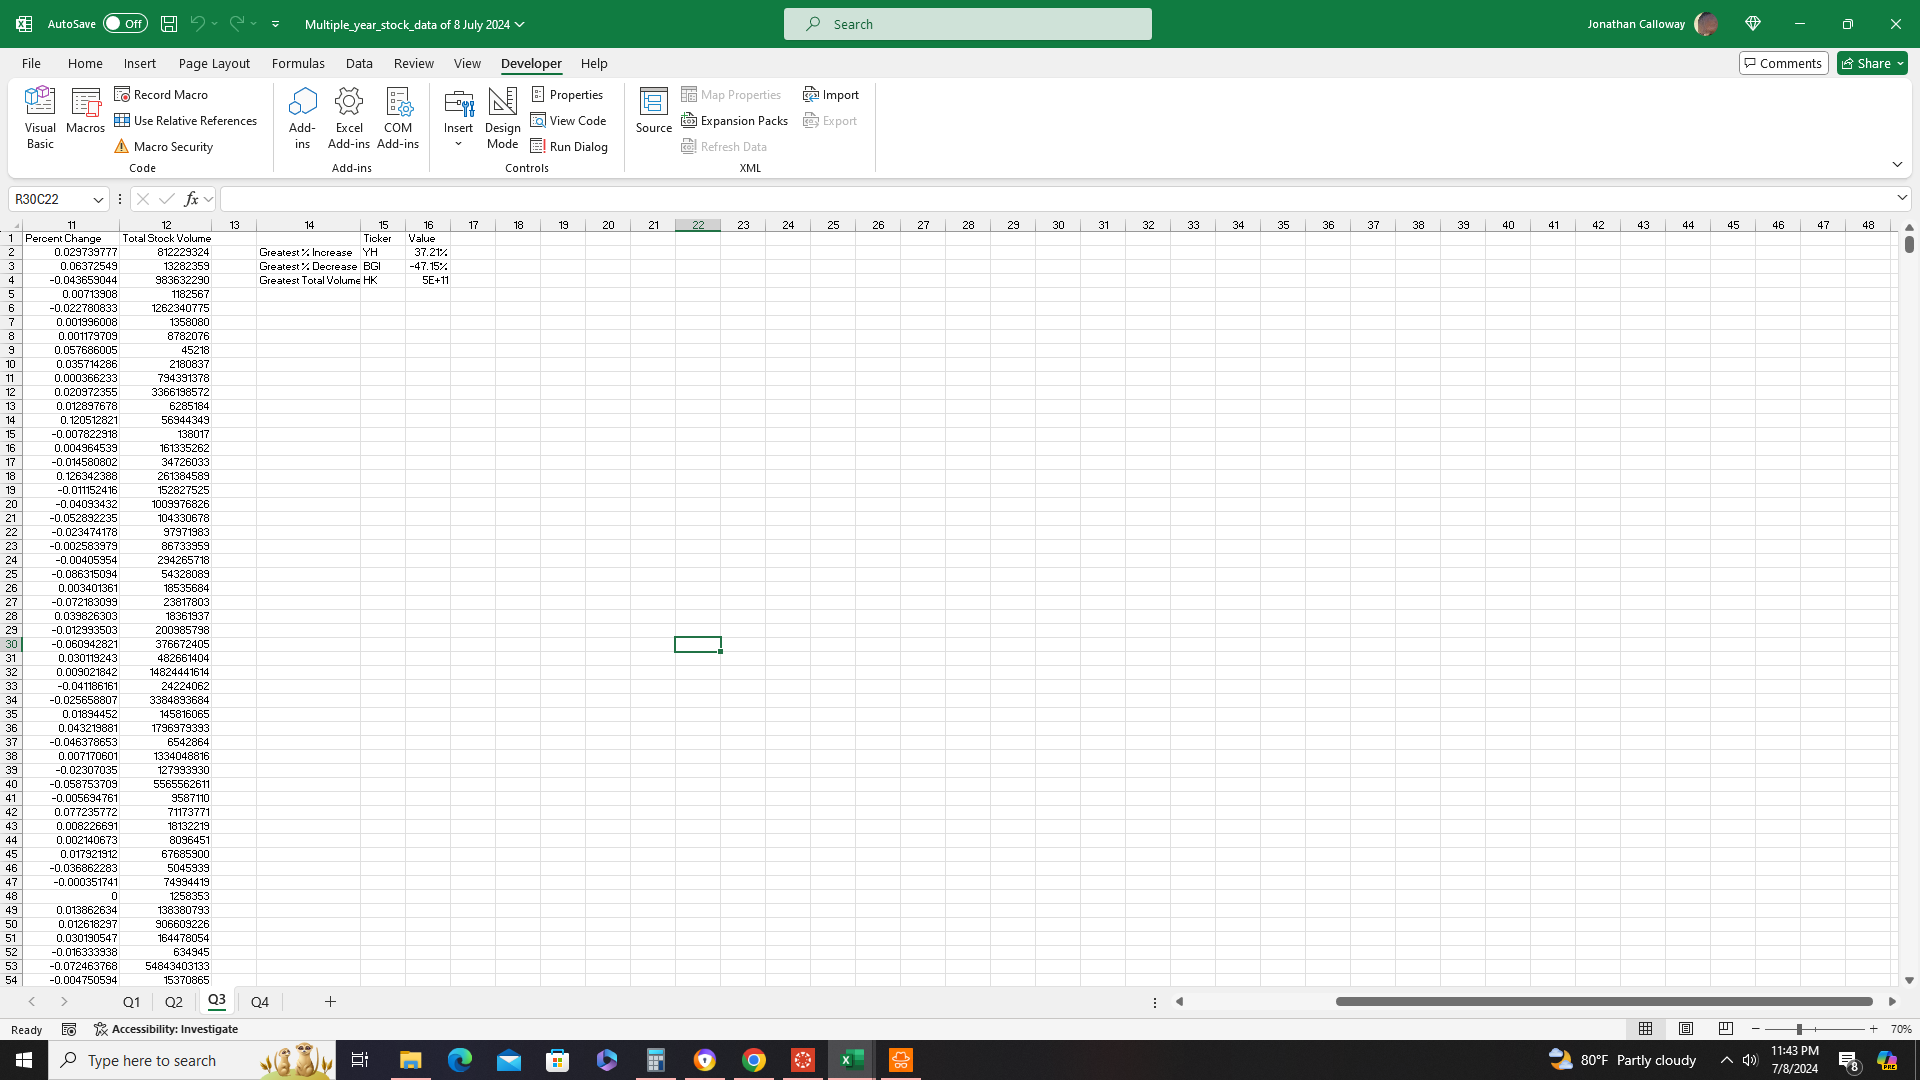 AutoSave Off Multiple_year_stock_data of 8 July 2024 Search Jonathan Calloway
File Home Insert Page Layout Formulas Data Review View Developer Help Comments Share
Visual Basic Macros Record Macro Use Relative References Macro Security Code
Add-ins Excel Add-ins COM Add-ins Add-ins
Insert Design Mode Properties View Code Run Dialog Controls
Source Map Properties Expansion Packs Refresh Data Import Export XML
R30C22 fx
11 12 13 14 15 16 17 18 19 20 21 22 23 24 25 26 27 28 29 30 31 32 33 34 35 36 37 38 39 40 41 42 43 44 45 46 47 48
1 Percent Change Total Stock Volume Ticker Value
2 0.029739777 812229324 Greatest % Increase YH 37.21%
3 0.06372549 13282359 Greatest % Decrease BGI -47.15%
4 -0.043659044 983632290 Greatest Total Volume HK 5E+11
5 0.00713908 1182567
6 -0.022780833 1262340775
7 0.001996008 1358080
8 0.001179709 8782076
9 0.057686005 45218
10 0.035714286 2180837
11 0.000366233 794391378
12 0.020972355 3366198572
13 0.012897678 6285184
14 0.120512821 56944349
15 -0.007822918 138017
16 0.004964539 161335262
17 -0.014580802 34726033
18 0.126342388 261384589
19 -0.011152416 152827525
20 -0.04093432 1009976826
21 -0.052892235 104330678
22 -0.023474178 97971983
23 -0.002583979 86733959
24 -0.00405954 294265718
25 -0.086315094 54328089
26 0.003401361 18535684
27 -0.072183099 23817803
28 0.039826303 18361937
29 -0.012993503 200985798
30 -0.060942821 376672405
31 0.030119243 482661404
32 0.009021842 14824441614
33 -0.041186161 24224062
34 -0.025658807 3384893684
35 0.01894452 145816065
36 0.043219881 1796979393
37 -0.046378653 6542864
38 0.007170601 1334048816
39 -0.02307035 127993930
40 -0.058753709 5565562611
41 -0.005694761 9587110
42 0.077235772 71173771
43 0.008226691 18132219
44 0.002140673 8096451
45 0.017921912 67685900
46 -0.036862283 5045939
47 -0.000351741 74994419
48 0 1258353
49 0.013862634 138380793
50 0.012618297 906609226
51 0.030190547 164478054
52 -0.016333938 634945
53 -0.072463768 54843403133
54 -0.004750594 15370865
Q1 Q2 Q3 Q4
Ready Accessibility: Investigate 70%
Type here to search 80°F Partly cloudy 11:43 PM
7/8/2024 8 PRE